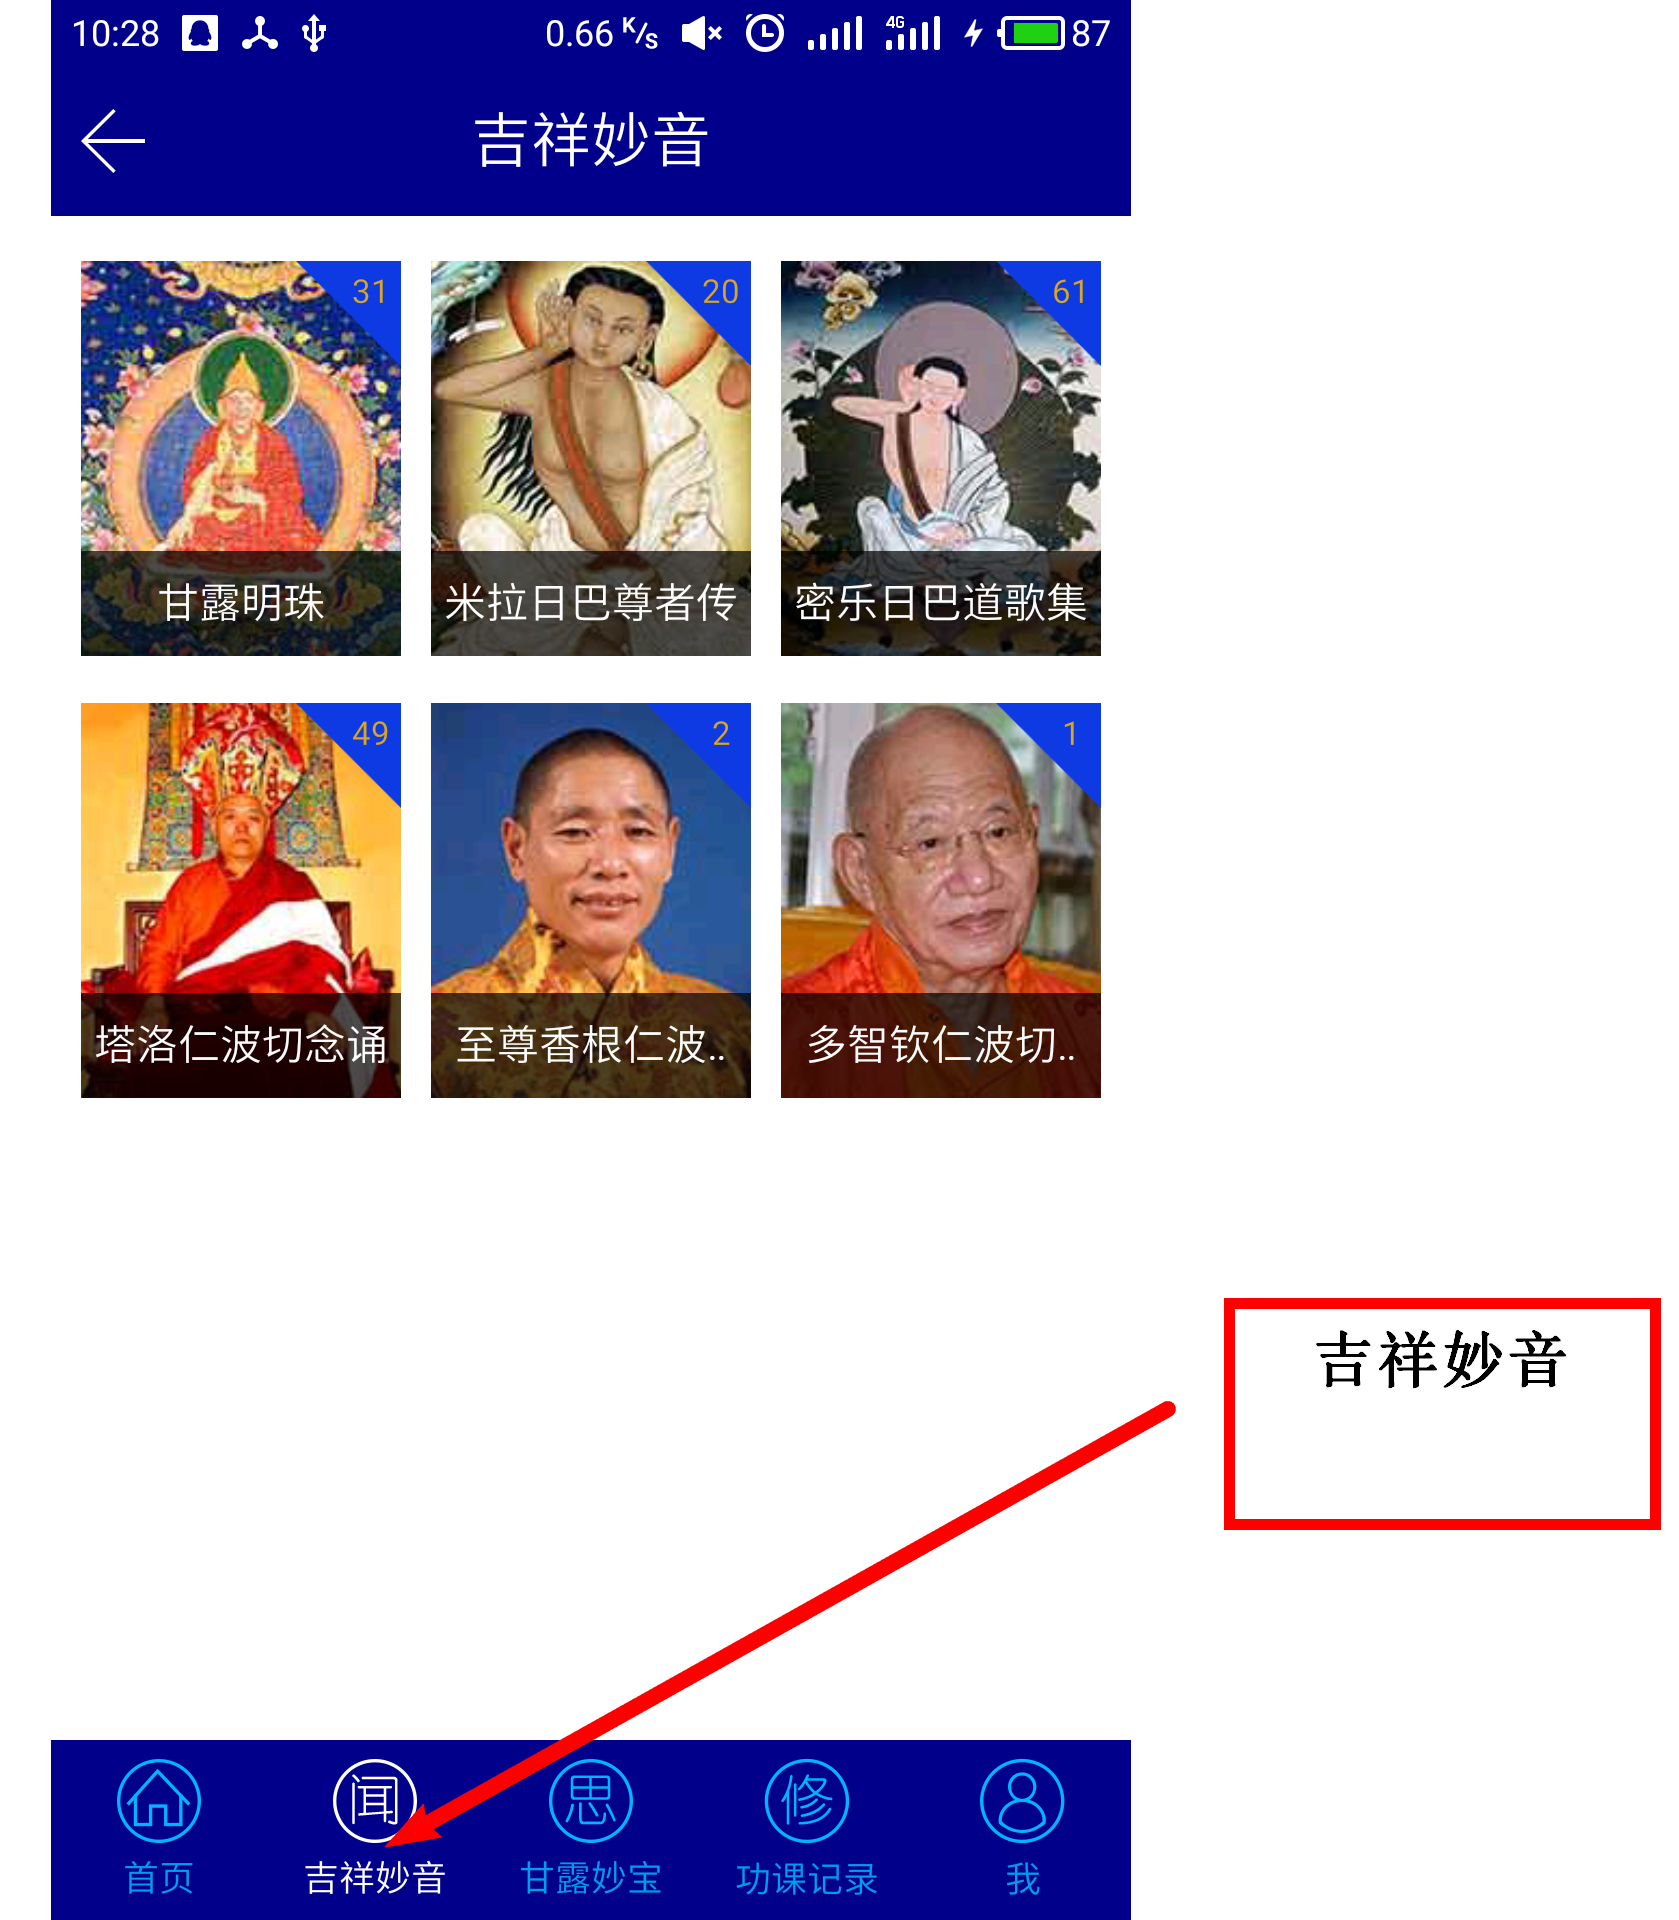 10:28 0.66 K/s 4G 87
吉祥妙音
31 20 61
甘露明珠 米拉日巴尊者传 密乐日巴道歌集
49 2 1
塔洛仁波切念诵 至尊香根仁波.. 多智钦仁波切..
吉祥妙音
闻 思 修
首页 吉祥妙音 甘露妙宝 功课记录 我